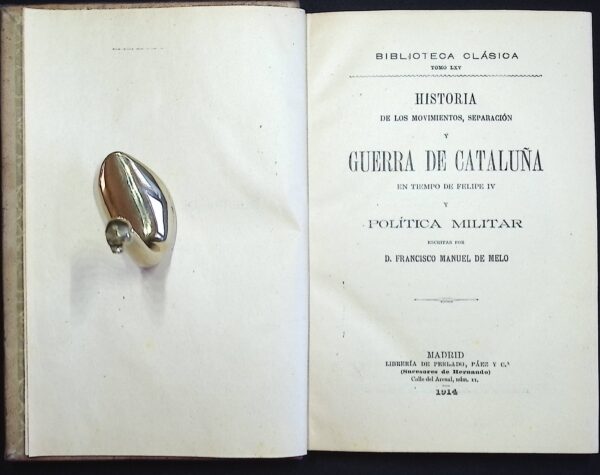 BIBLIOTECA CLÁSICA
TOMO LXV
HISTORIA
DE LOS MOVIMIENTOS, SEPARACIÓN
Y
GUERRA DE CATALUÑA
EN TIEMPO DE FELIPE IV
Y
POLÍTICA MILITAR
ESCRITAS POR
D. FRANCISCO MANUEL DE MELO
MADRID
LIBRERÍA DE PERLADO, PÁEZ Y C.ª
(Sucesores de Hernando)
Calle del Arenal, núm. 11.
1914